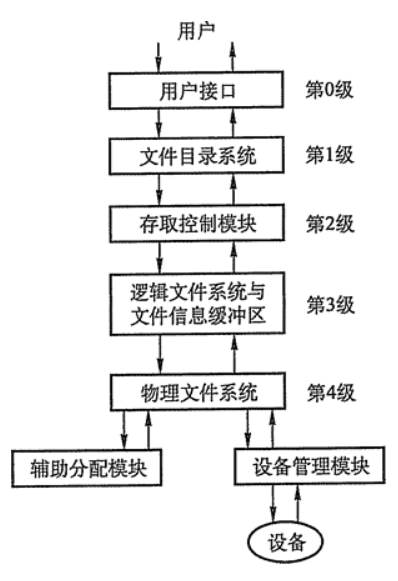 用户
用户接口
第0级
文件目录系统
第1级
存取控制模块
第2级
逻辑文件系统与
文件信息缓冲区
第3级
物理文件系统
第4级
辅助分配模块
设备管理模块
设备